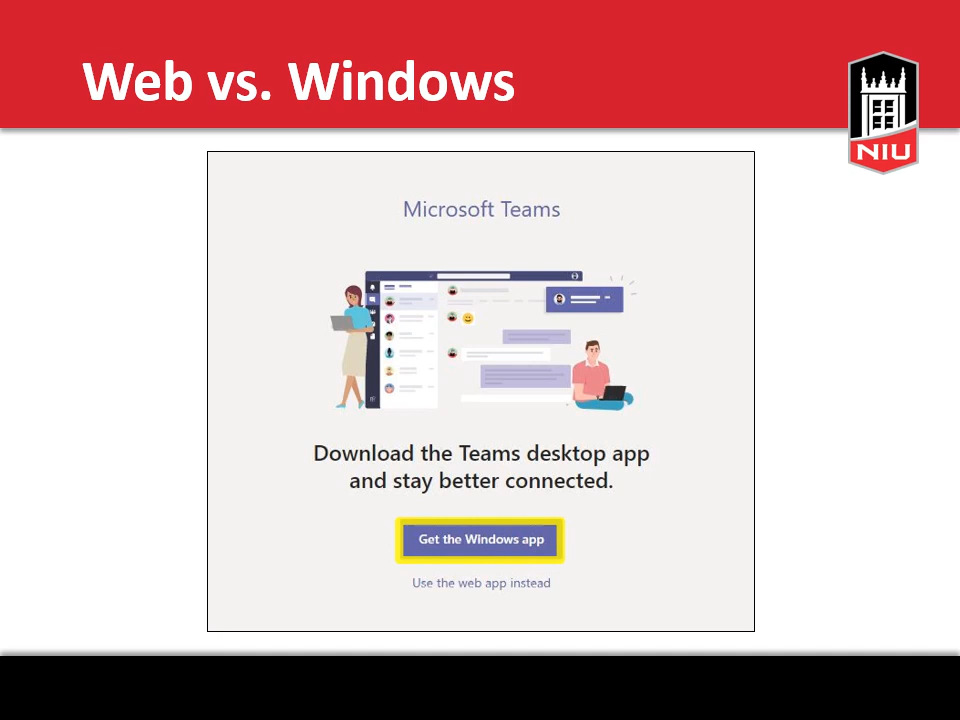 Web vs. Windows
NIU
Microsoft Teams
Download the Teams desktop app
and stay better connected.
Get the Windows app
Use the web app instead